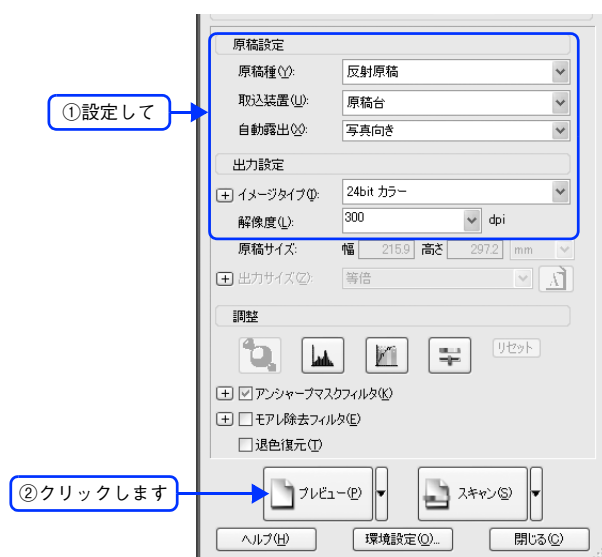 原稿設定
原稿種(Y): 反射原稿
①設定して
取込装置(U): 原稿台
自動露出(X): 写真向き
出力設定
イメージタイプ(I): 24bit カラー
解像度(L): 300 dpi
原稿サイズ: 幅 215.9 高さ 297.2 mm
出力サイズ(Z): 等倍
調整
リセット
アンシャープマスクフィルタ(K)
モアレ除去フィルタ(E)
退色復元(T)
②クリックします
プレビュー(P) スキャン(S)
ヘルプ(H) 環境設定(O)... 閉じる(C)